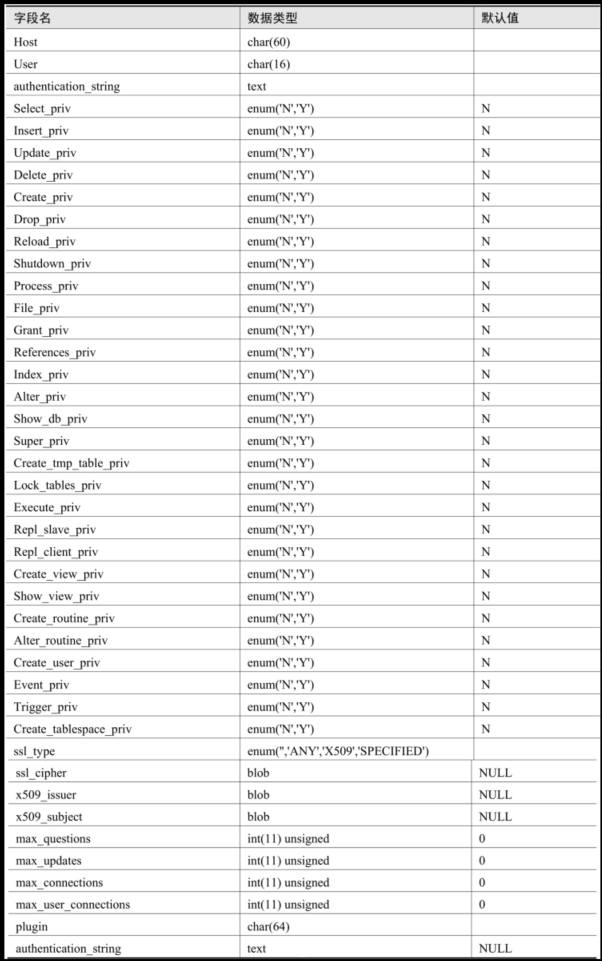 字段名 数据类型 默认值
Host char(60)
User char(16)
authentication_string text
Select_priv enum('N','Y') N
Insert_priv enum('N','Y') N
Update_priv enum('N','Y') N
Delete_priv enum('N','Y') N
Create_priv enum('N','Y') N
Drop_priv enum('N','Y') N
Reload_priv enum('N','Y') N
Shutdown_priv enum('N','Y') N
Process_priv enum('N','Y') N
File_priv enum('N','Y') N
Grant_priv enum('N','Y') N
References_priv enum('N','Y') N
Index_priv enum('N','Y') N
Alter_priv enum('N','Y') N
Show_db_priv enum('N','Y') N
Super_priv enum('N','Y') N
Create_tmp_table_priv enum('N','Y') N
Lock_tables_priv enum('N','Y') N
Execute_priv enum('N','Y') N
Repl_slave_priv enum('N','Y') N
Repl_client_priv enum('N','Y') N
Create_view_priv enum('N','Y') N
Show_view_priv enum('N','Y') N
Create_routine_priv enum('N','Y') N
Alter_routine_priv enum('N','Y') N
Create_user_priv enum('N','Y') N
Event_priv enum('N','Y') N
Trigger_priv enum('N','Y') N
Create_tablespace_priv enum('N','Y') N
ssl_type enum('','ANY','X509','SPECIFIED')
ssl_cipher blob NULL
x509_issuer blob NULL
x509_subject blob NULL
max_questions int(11) unsigned 0
max_updates int(11) unsigned 0
max_connections int(11) unsigned 0
max_user_connections int(11) unsigned 0
plugin char(64)
authentication_string text NULL